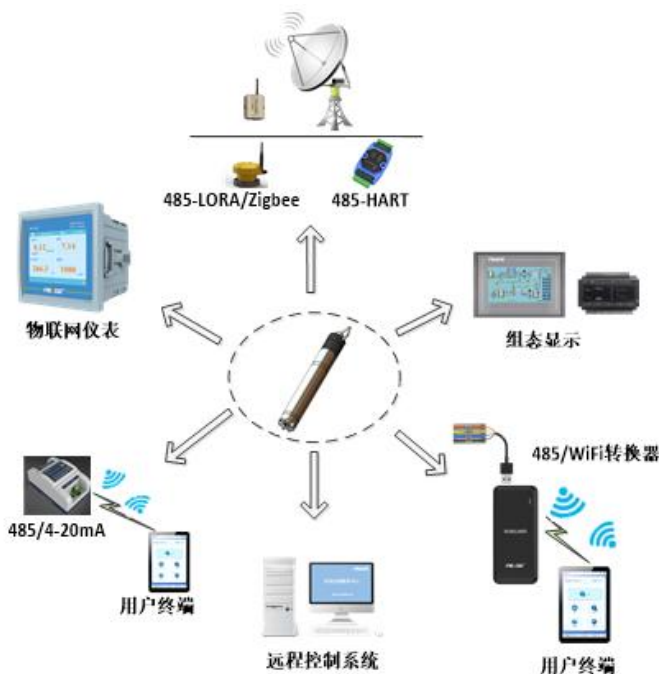 485-LORA/Zigbee
485-HART
物联网仪表
组态显示
485/WiFi转换器
485/4-20mA
用户终端
远程控制系统
用户终端